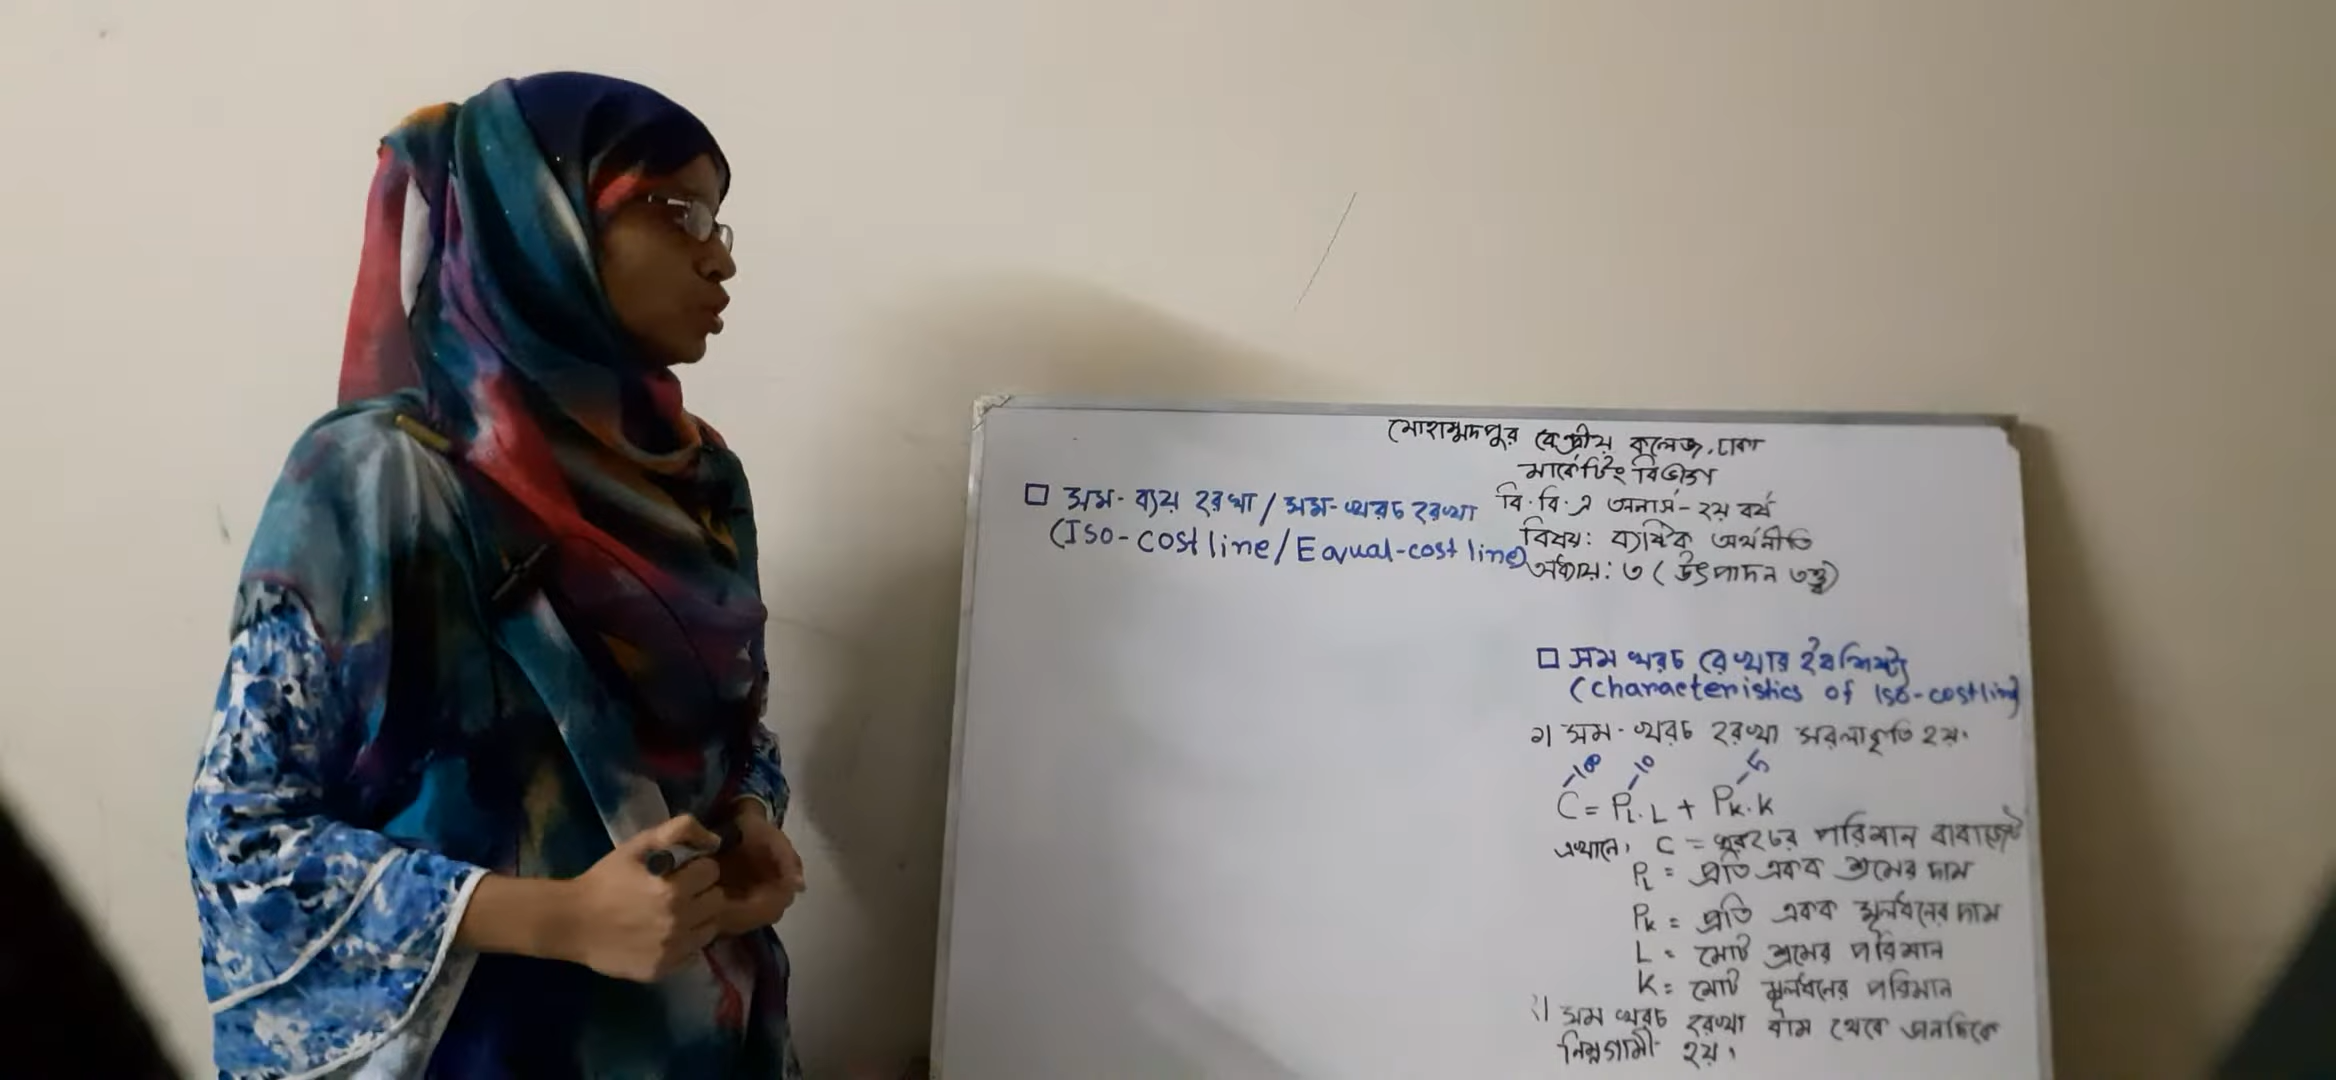 মোহাম্মদপুর কেন্দ্রীয় কলেজ, ঢাকা
মার্কেটিং বিভাগ
বি.বি.এ অনার্স-২য় বর্ষ
বিষয়: ব্যাষ্টিক অর্থনীতি
অধ্যায়: ৩ (উৎপাদন তত্ত্ব)
□ সম-ব্যয় রেখা / সম-খরচ রেখা
(Iso-cost line/Equal-cost line)
□ সম খরচ রেখার বৈশিষ্ট্য
(characteristics of Iso-cost line)
১। সম-খরচ রেখা সরলাকৃতি হয়।
10 5
C = PL.L + Pk.k
এখানে, C = খরচের পরিমান বা বাজেট
PL = প্রতি একক শ্রমের দাম
Pk = প্রতি একক মূলধনের দাম
L = মোট শ্রমের পরিমান
K = মোট মূলধনের পরিমান
২। সম খরচ রেখা বাম থেকে ডানদিকে
নিম্নগামী হয়।